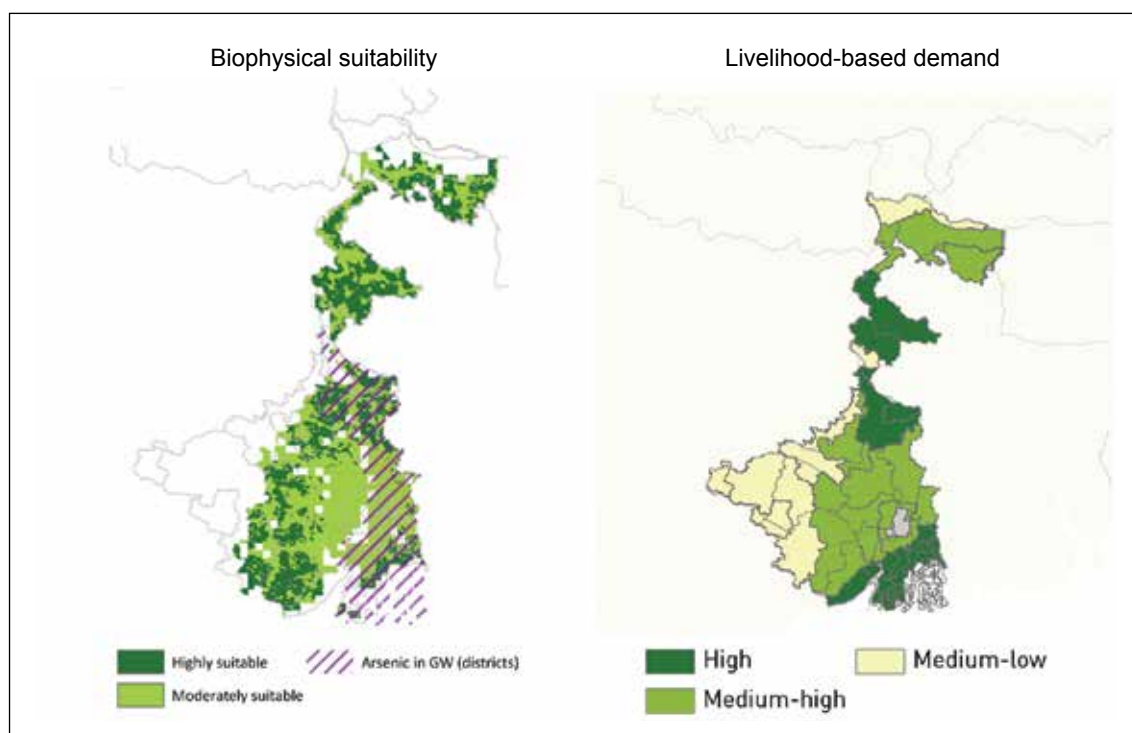 Biophysical suitability
Livelihood-based demand
Highly suitable
Arsenic in GW (districts)
Moderately suitable
High
Medium-low
Medium-high